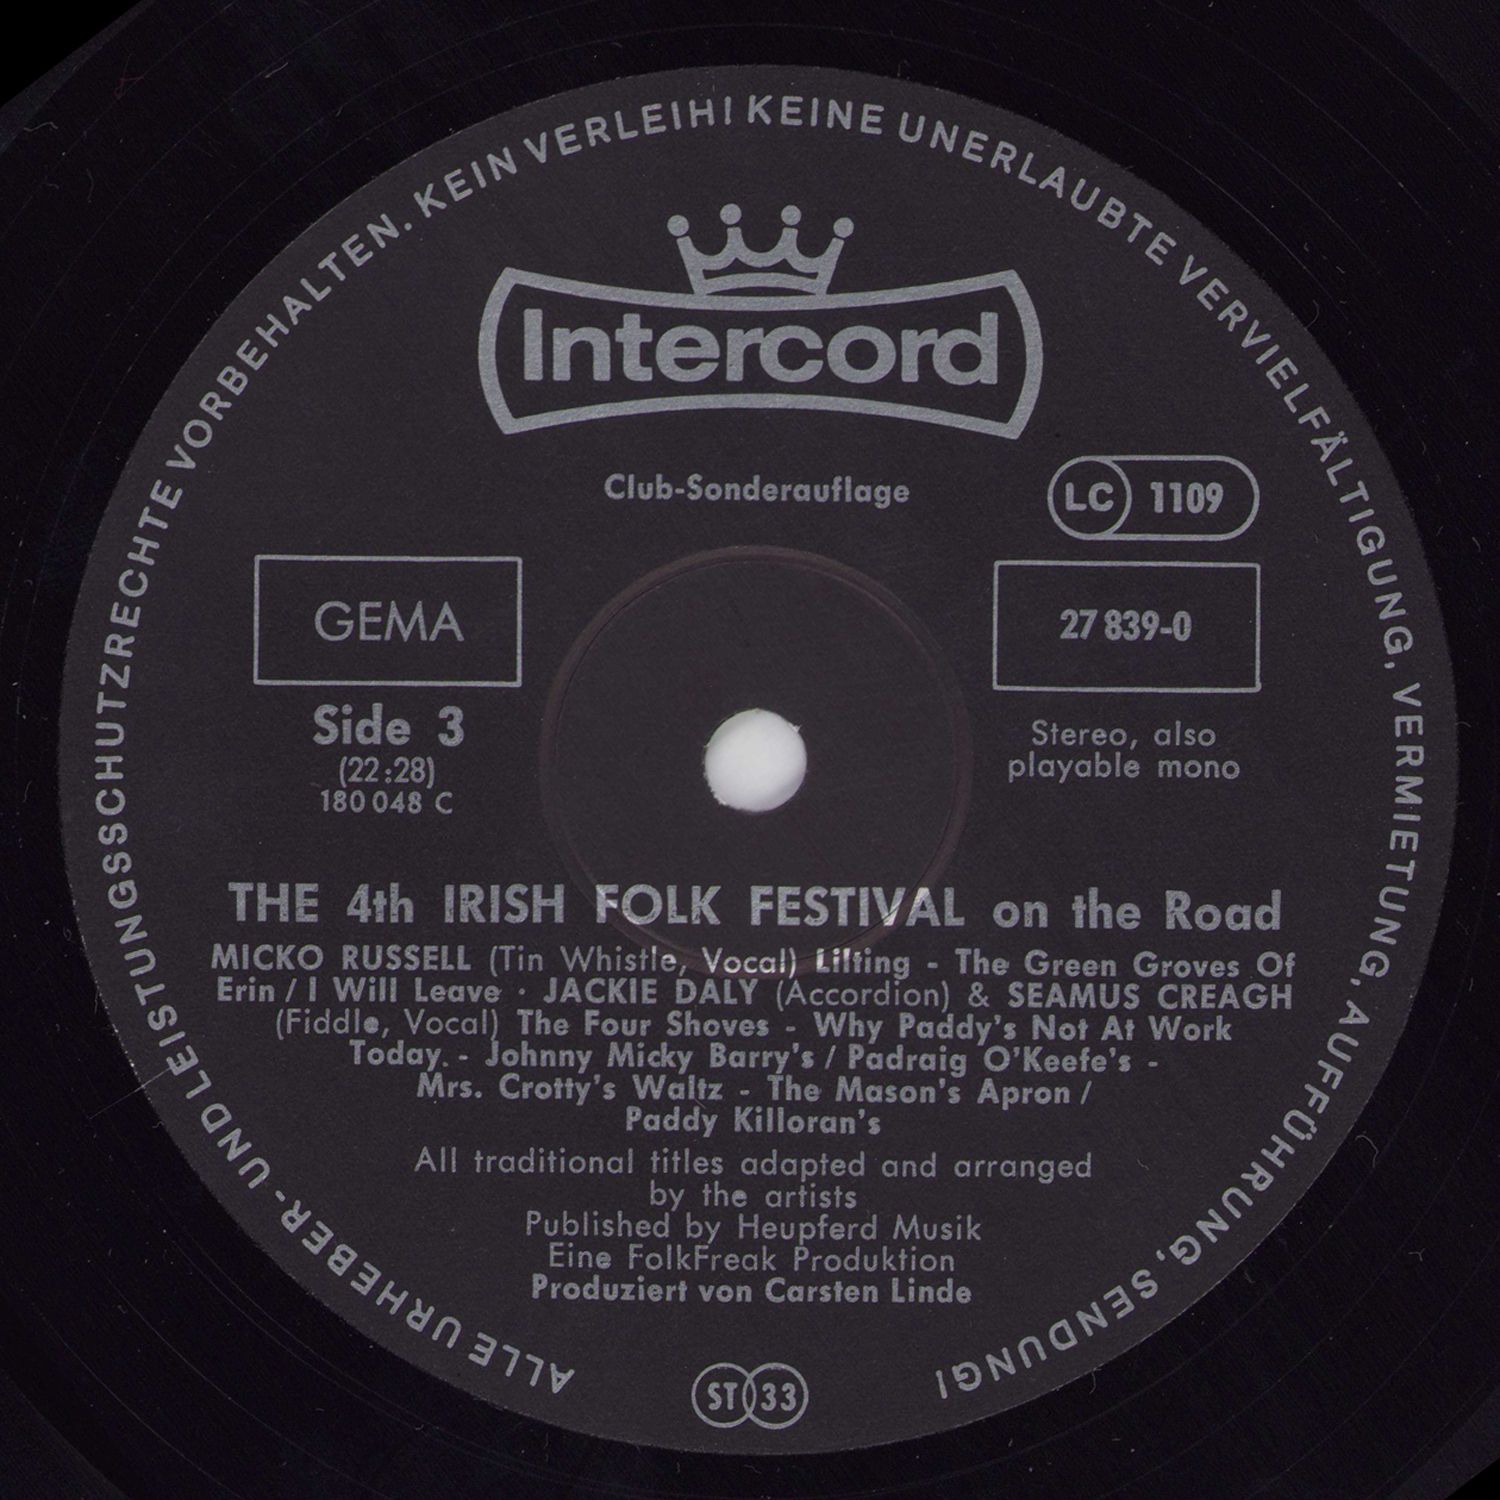 ALLE URHEBER- UND LEISTUNGSSCHUTZRECHTE VORBEHALTEN. KEIN VERLEIH! KEINE UNERLAUBTE VERVIELFÄLTIGUNG, VERMIETUNG, AUFFÜHRUNG, SENDUNG!
Intercord
Club-Sonderauflage
LC 1109
GEMA
27 839-0
Side 3
(22:28)
180 048 C
Stereo, also
playable mono
THE 4th IRISH FOLK FESTIVAL on the Road
MICKO RUSSELL (Tin Whistle, Vocal) Lilting - The Green Groves Of
Erin / I Will Leave · JACKIE DALY (Accordion) & SEAMUS CREAGH
(Fiddle, Vocal) The Four Shoves - Why Paddy's Not At Work
Today. - Johnny Micky Barry's / Padraig O'Keefe's -
Mrs. Crotty's Waltz - The Mason's Apron /
Paddy Killoran's
All traditional titles adapted and arranged
by the artists
Published by Heupferd Musik
Eine FolkFreak Produktion
Produziert von Carsten Linde
ST 33